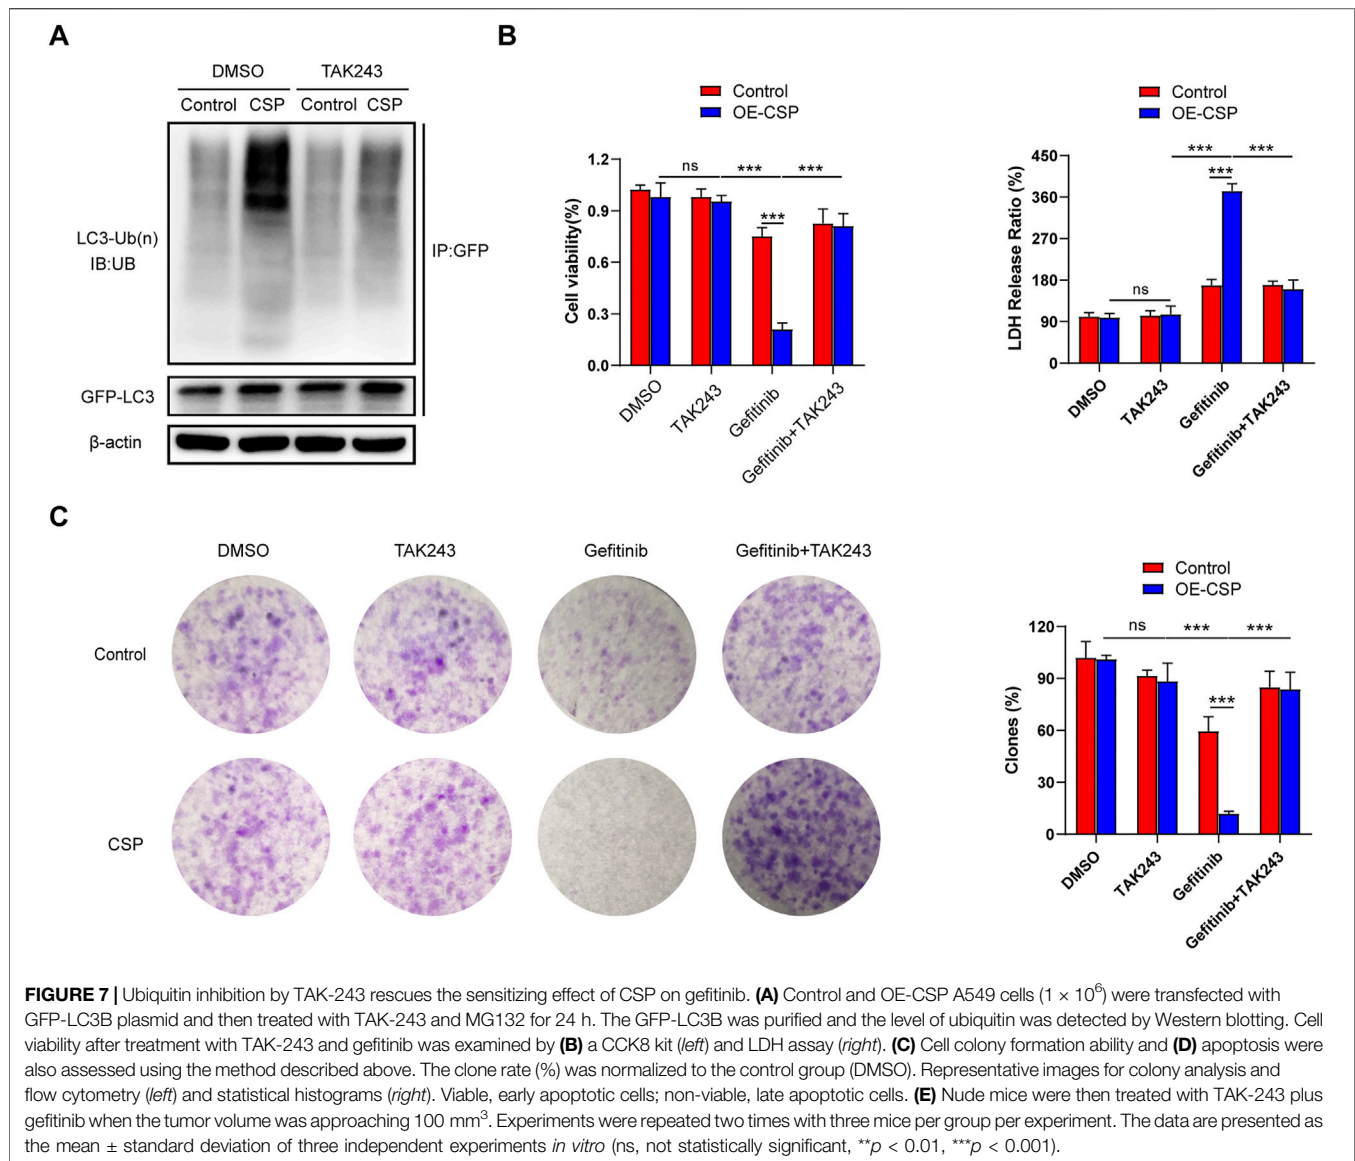 A
DMSO TAK243
Control CSP Control CSP
LC3-Ub(n)
IB:UB
IP:GFP
GFP-LC3
β-actin
B
Control
OE-CSP
Cell viability(%)
1.2
0.9
0.6
0.3
0.0
ns *** ***
***
DMSO
TAK243
Gefitinib
Gefitinib+TAK243
Control
OE-CSP
LDH Release Ratio (%)
450
360
270
180
90
0
*** ***
***
ns
DMSO
TAK243
Gefitinib
Gefitinib+TAK243
C
DMSO TAK243 Gefitinib Gefitinib+TAK243
Control
CSP
Control
OE-CSP
Clones (%)
120
90
60
30
0
ns *** ***
***
DMSO
TAK243
Gefitinib
Gefitinib+TAK243
FIGURE 7 | Ubiquitin inhibition by TAK-243 rescues the sensitizing effect of CSP on gefitinib. (A) Control and OE-CSP A549 cells (1 × 10⁶) were transfected with
GFP-LC3B plasmid and then treated with TAK-243 and MG132 for 24 h. The GFP-LC3B was purified and the level of ubiquitin was detected by Western blotting. Cell
viability after treatment with TAK-243 and gefitinib was examined by (B) a CCK8 kit (left) and LDH assay (right). (C) Cell colony formation ability and (D) apoptosis were
also assessed using the method described above. The clone rate (%) was normalized to the control group (DMSO). Representative images for colony analysis and
flow cytometry (left) and statistical histograms (right). Viable, early apoptotic cells; non-viable, late apoptotic cells. (E) Nude mice were then treated with TAK-243 plus
gefitinib when the tumor volume was approaching 100 mm³. Experiments were repeated two times with three mice per group per experiment. The data are presented as
the mean ± standard deviation of three independent experiments in vitro (ns, not statistically significant, **p < 0.01, ***p < 0.001).